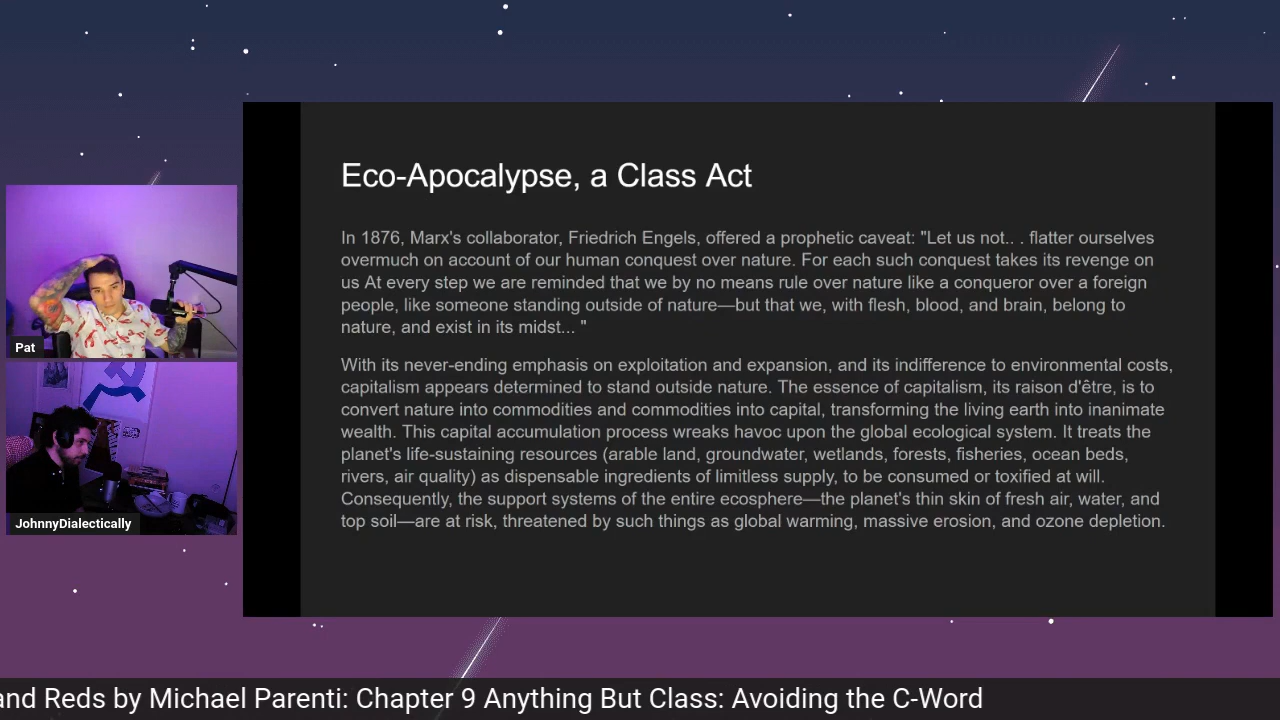 Eco-Apocalypse, a Class Act
In 1876, Marx's collaborator, Friedrich Engels, offered a prophetic caveat: "Let us not.. . flatter ourselves
overmuch on account of our human conquest over nature. For each such conquest takes its revenge on
us At every step we are reminded that we by no means rule over nature like a conqueror over a foreign
people, like someone standing outside of nature—but that we, with flesh, blood, and brain, belong to
nature, and exist in its midst... "
With its never-ending emphasis on exploitation and expansion, and its indifference to environmental costs,
capitalism appears determined to stand outside nature. The essence of capitalism, its raison d'être, is to
convert nature into commodities and commodities into capital, transforming the living earth into inanimate
wealth. This capital accumulation process wreaks havoc upon the global ecological system. It treats the
planet's life-sustaining resources (arable land, groundwater, wetlands, forests, fisheries, ocean beds,
rivers, air quality) as dispensable ingredients of limitless supply, to be consumed or toxified at will.
Consequently, the support systems of the entire ecosphere—the planet's thin skin of fresh air, water, and
top soil—are at risk, threatened by such things as global warming, massive erosion, and ozone depletion.
Pat
JohnnyDialectically
and Reds by Michael Parenti: Chapter 9 Anything But Class: Avoiding the C-Word